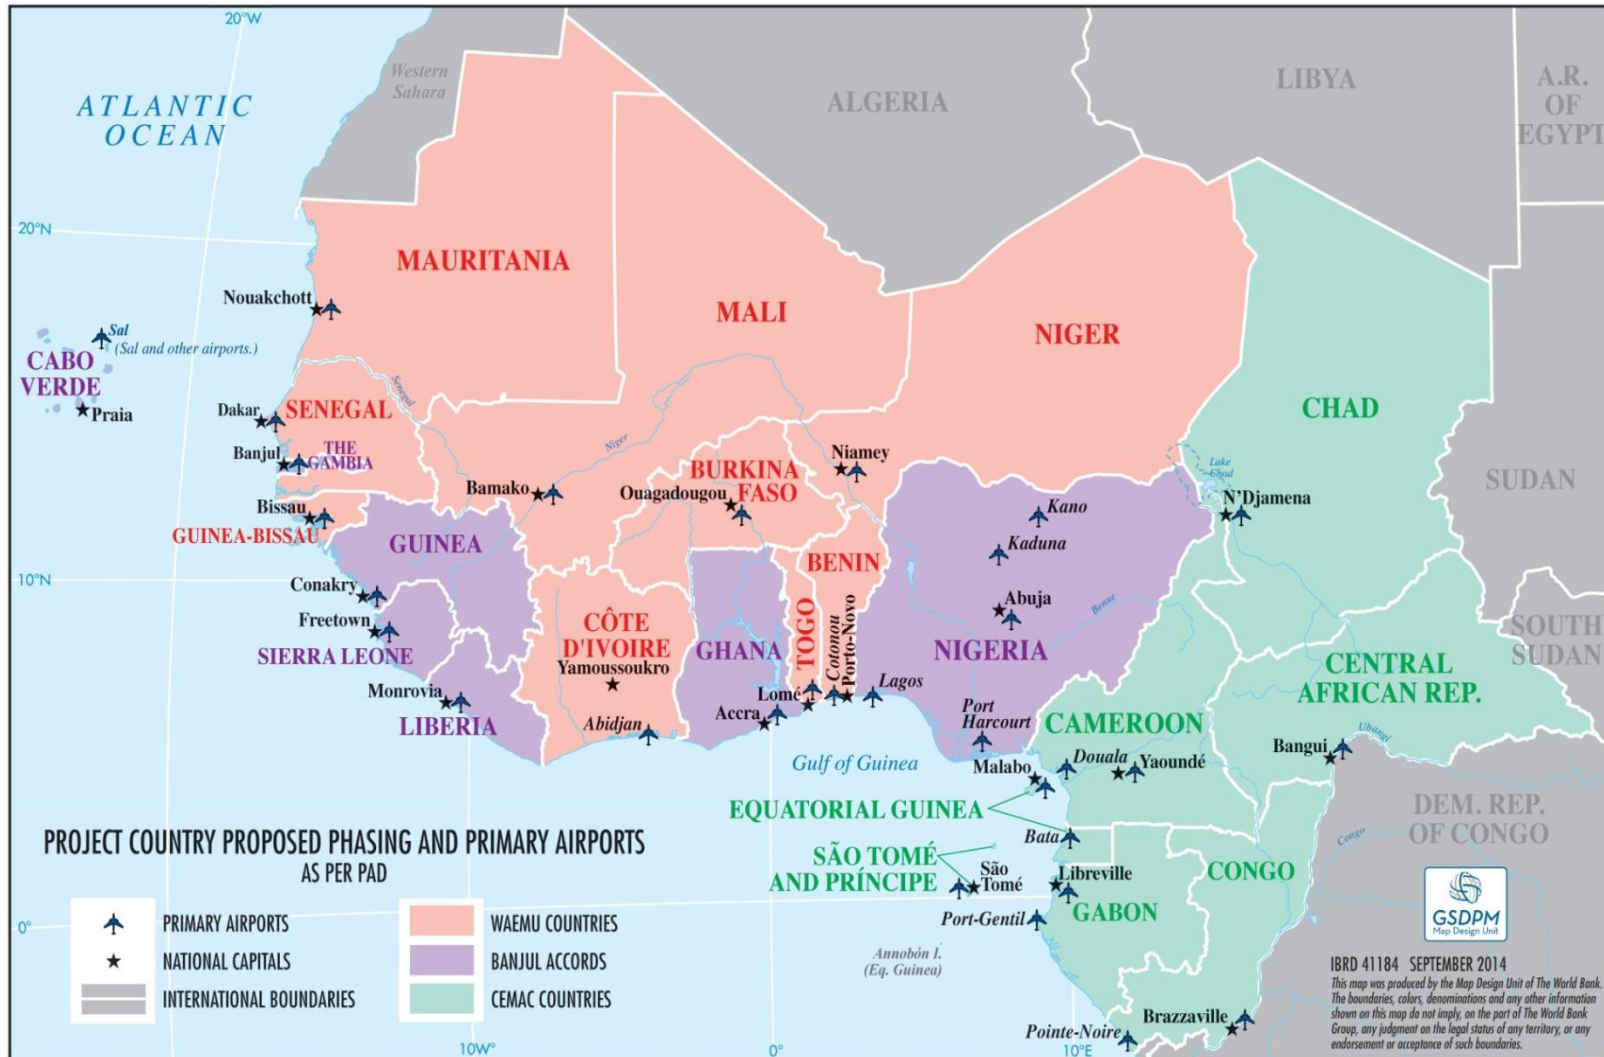 20°W
ATLANTIC
OCEAN
Western
Sahara
ALGERIA
LIBYA
A.R.
OF
EGYPT
20°N
MAURITANIA
MALI
NIGER
CHAD
SUDAN
Nouakchott
Sal
(Sal and other airports.)
CABO
VERDE
Praia
Senegal
Dakar
SENEGAL
Banjul
THE
GAMBIA
Bissau
GUINEA-BISSAU
Bamako
Niger
Ouagadougou
BURKINA
FASO
Niamey
Lake
Chad
N'Djamena
Kano
Kaduna
Abuja
Benue
NIGERIA
GUINEA
BENIN
10°N
Conakry
Freetown
SIERRA LEONE
Monrovia
LIBERIA
CÔTE
D'IVOIRE
Yamoussoukro
Abidjan
GHANA
Accra
TOGO
Lomé
Cotonou
Porto-Novo
Lagos
Port
Harcourt
SOUTH
SUDAN
CENTRAL
AFRICAN REP.
CAMEROON
Bangui
Ubangi
Gulf of Guinea
Malabo
Douala
Yaoundé
EQUATORIAL GUINEA
Bata
SÃO TOMÉ
AND PRÍNCIPE
São
Tomé
Libreville
GABON
CONGO
Port-Gentil
DEM. REP.
OF CONGO
Congo
Annobón I.
(Eq. Guinea)
Pointe-Noire
Brazzaville
0°
10°W
0°
10°E
PROJECT COUNTRY PROPOSED PHASING AND PRIMARY AIRPORTS
AS PER PAD
PRIMARY AIRPORTS
NATIONAL CAPITALS
INTERNATIONAL BOUNDARIES
WAEMU COUNTRIES
BANJUL ACCORDS
CEMAC COUNTRIES
GSDPM
Map Design Unit
IBRD 41184 SEPTEMBER 2014
This map was produced by the Map Design Unit of The World Bank.
The boundaries, colors, denominations and any other information
shown on this map do not imply, on the part of The World Bank
Group, any judgment on the legal status of any territory, or any
endorsement or acceptance of such boundaries.